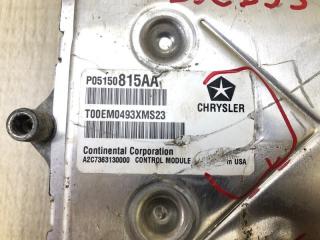 P05150815AA
CHRYSLER
T00EM0493XMS23
Continental Corporation
A2C7363130000 CONTROL MODULE in USA